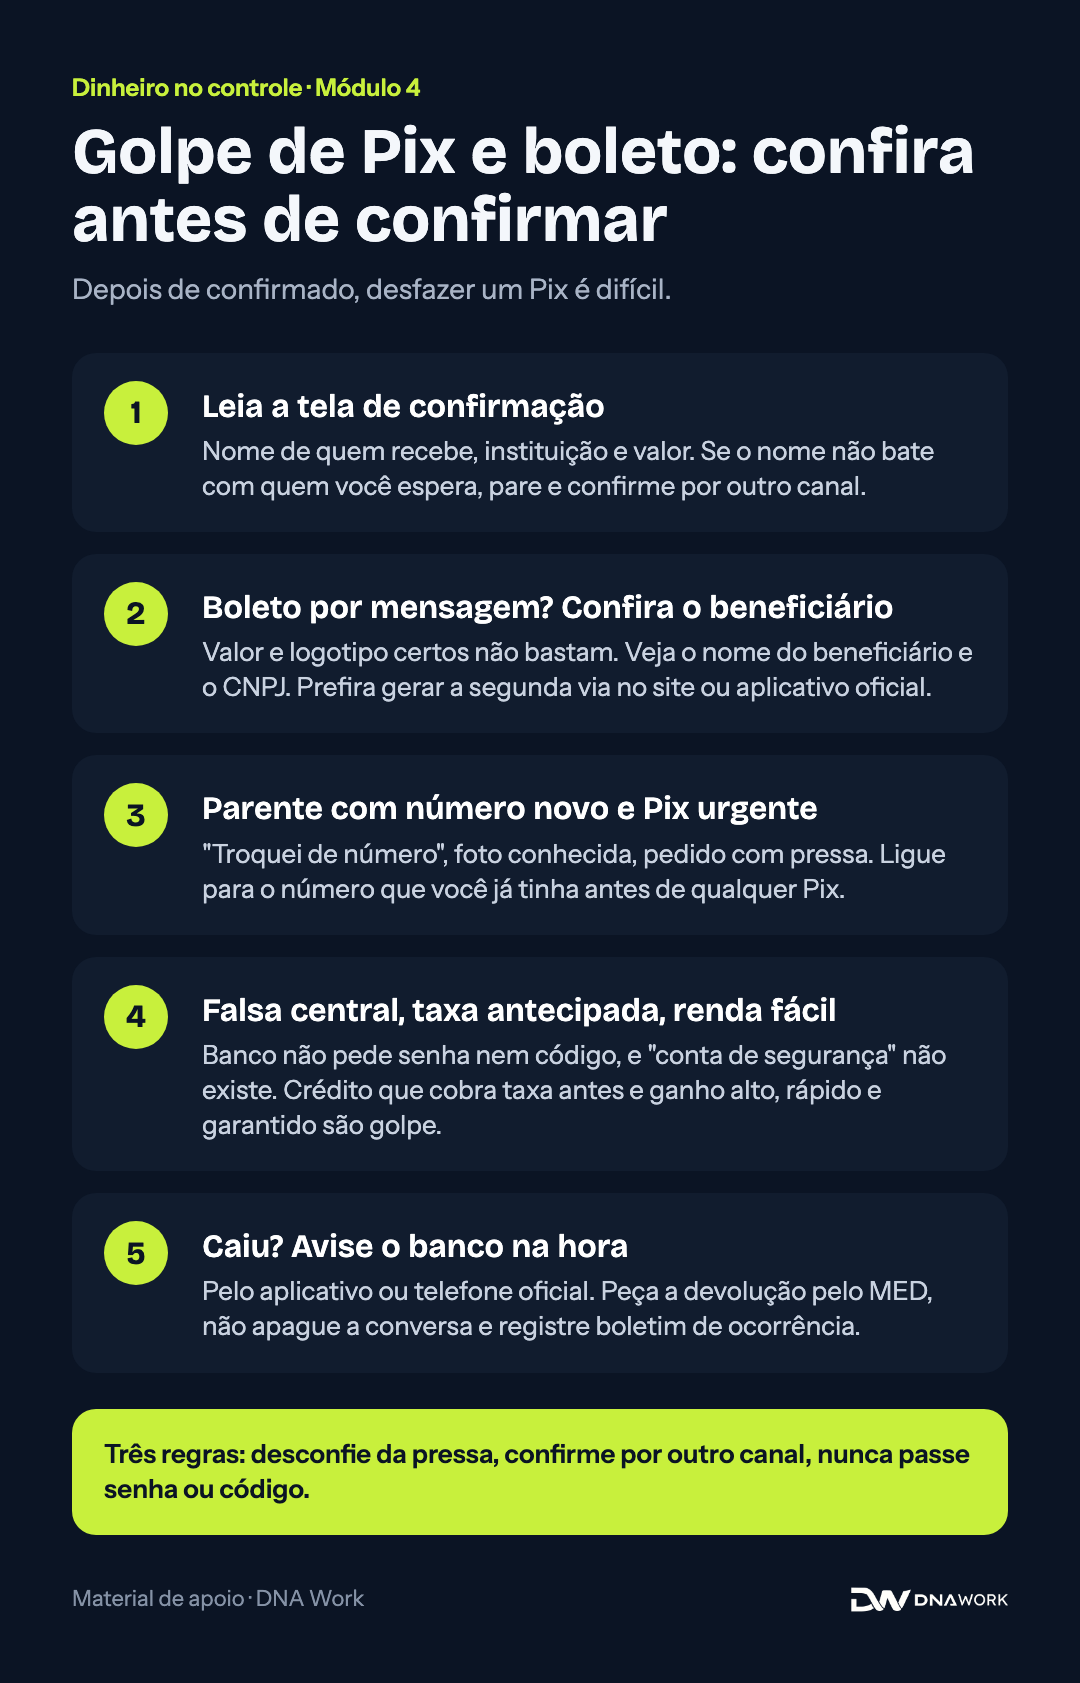 Dinheiro no controle · Módulo 4
Golpe de Pix e boleto: confira
antes de confirmar
Depois de confirmado, desfazer um Pix é difícil.
1
Leia a tela de confirmação
Nome de quem recebe, instituição e valor. Se o nome não bate
com quem você espera, pare e confirme por outro canal.
2
Boleto por mensagem? Confira o beneficiário
Valor e logotipo certos não bastam. Veja o nome do beneficiário e
o CNPJ. Prefira gerar a segunda via no site ou aplicativo oficial.
3
Parente com número novo e Pix urgente
"Troquei de número", foto conhecida, pedido com pressa. Ligue
para o número que você já tinha antes de qualquer Pix.
4
Falsa central, taxa antecipada, renda fácil
Banco não pede senha nem código, e "conta de segurança" não
existe. Crédito que cobra taxa antes e ganho alto, rápido e
garantido são golpe.
5
Caiu? Avise o banco na hora
Pelo aplicativo ou telefone oficial. Peça a devolução pelo MED,
não apague a conversa e registre boletim de ocorrência.
Três regras: desconfie da pressa, confirme por outro canal, nunca passe
senha ou código.
Material de apoio · DNA Work
DW DNAWORK